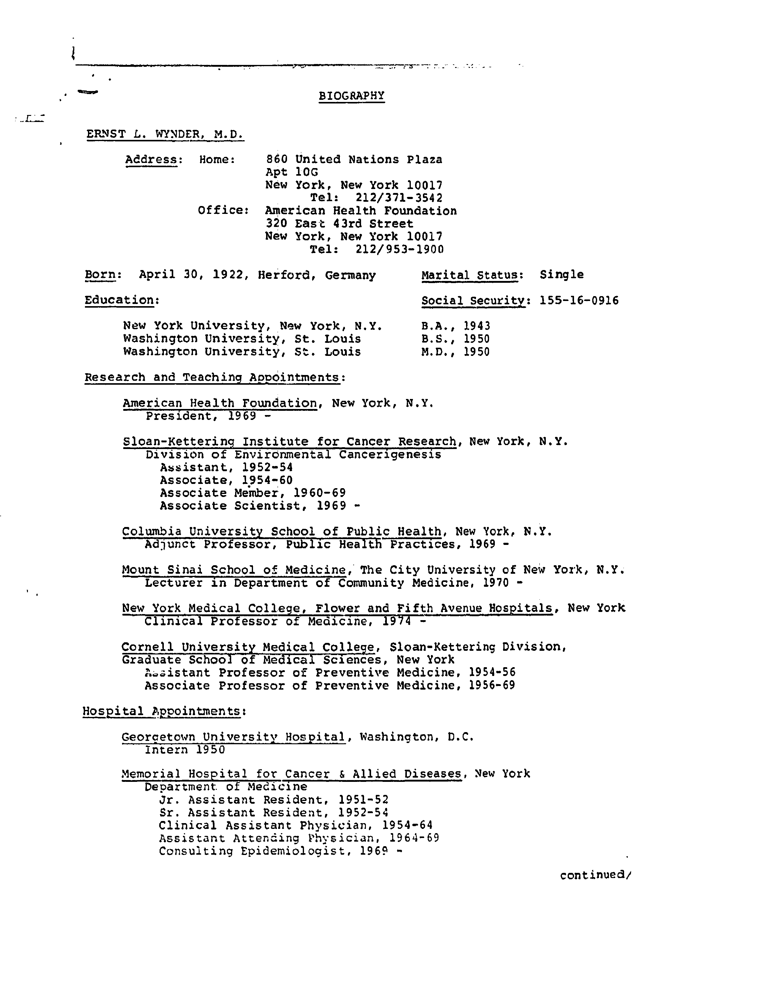 BIOGRAPHY
ERNST L. WYNDER, M.D.
Address: Home: 860 United Nations Plaza
Apt 10G
New York, New York 10017
Tel: 212/371-3542
Office: American Health Foundation
320 East 43rd Street
New York, New York 10017
Tel: 212/953-1900
Born: April 30, 1922, Herford, Germany Marital Status: Single
Education: Social Security: 155-16-0916
New York University, New York, N.Y. B.A., 1943
Washington University, St. Louis B.S., 1950
Washington University, St. Louis M.D., 1950
Research and Teaching Appointments:
American Health Foundation, New York, N.Y.
President, 1969 -
Sloan-Kettering Institute for Cancer Research, New York, N.Y.
Division of Environmental Cancerigenesis
Assistant, 1952-54
Associate, 1954-60
Associate Member, 1960-69
Associate Scientist, 1969 -
Columbia University School of Public Health, New York, N.Y.
Adjunct Professor, Public Health Practices, 1969 -
Mount Sinai School of Medicine, The City University of New York, N.Y.
Lecturer in Department of Community Medicine, 1970 -
New York Medical College, Flower and Fifth Avenue Hospitals, New York
Clinical Professor of Medicine, 1974 -
Cornell University Medical College, Sloan-Kettering Division,
Graduate School of Medical Sciences, New York
Assistant Professor of Preventive Medicine, 1954-56
Associate Professor of Preventive Medicine, 1956-69
Hospital Appointments:
Georgetown University Hospital, Washington, D.C.
Intern 1950
Memorial Hospital for Cancer & Allied Diseases, New York
Department of Medicine
Jr. Assistant Resident, 1951-52
Sr. Assistant Resident, 1952-54
Clinical Assistant Physician, 1954-64
Assistant Attending Physician, 1964-69
Consulting Epidemiologist, 1969 -
continued/